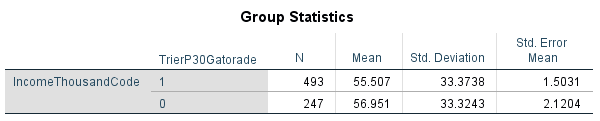 Group Statistics
TrierP30Gatorade N Mean Std. Deviation Std. Error Mean
IncomeThousandCode 1 493 55.507 33.3738 1.5031
0 247 56.951 33.3243 2.1204